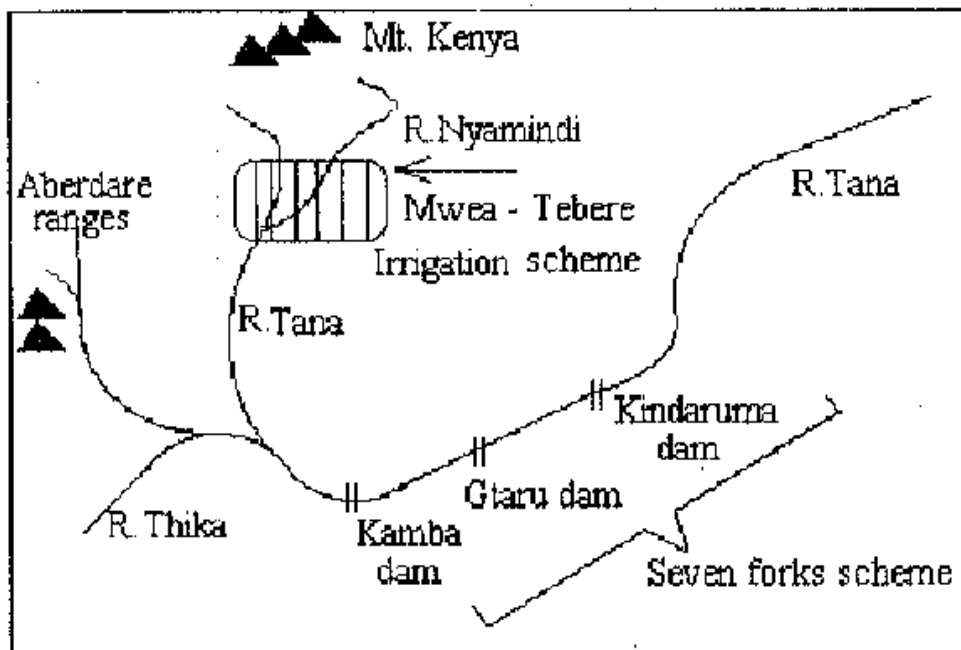 Mt. Kenya
R.Nyamindi
Aberdare
ranges
Mwea - Tebere
Irrigation scheme
R.Tana
R.Tana
R.Thika
Kamba
dam
Gtaru dam
Kindaruma
dam
Seven forks scheme